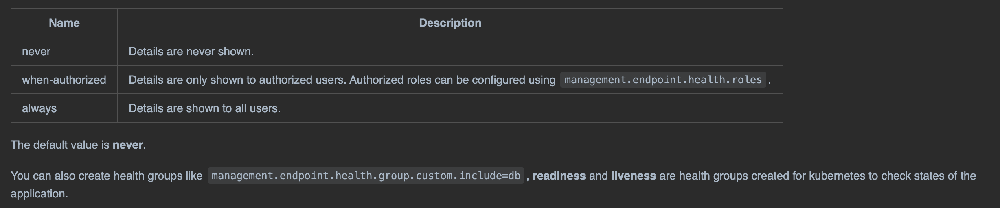 Name Description
never Details are never shown.
when-authorized Details are only shown to authorized users. Authorized roles can be configured using management.endpoint.health.roles .
always Details are shown to all users.
The default value is never.
You can also create health groups like management.endpoint.health.group.custom.include=db , readiness and liveness are health groups created for kubernetes to check states of the
application.